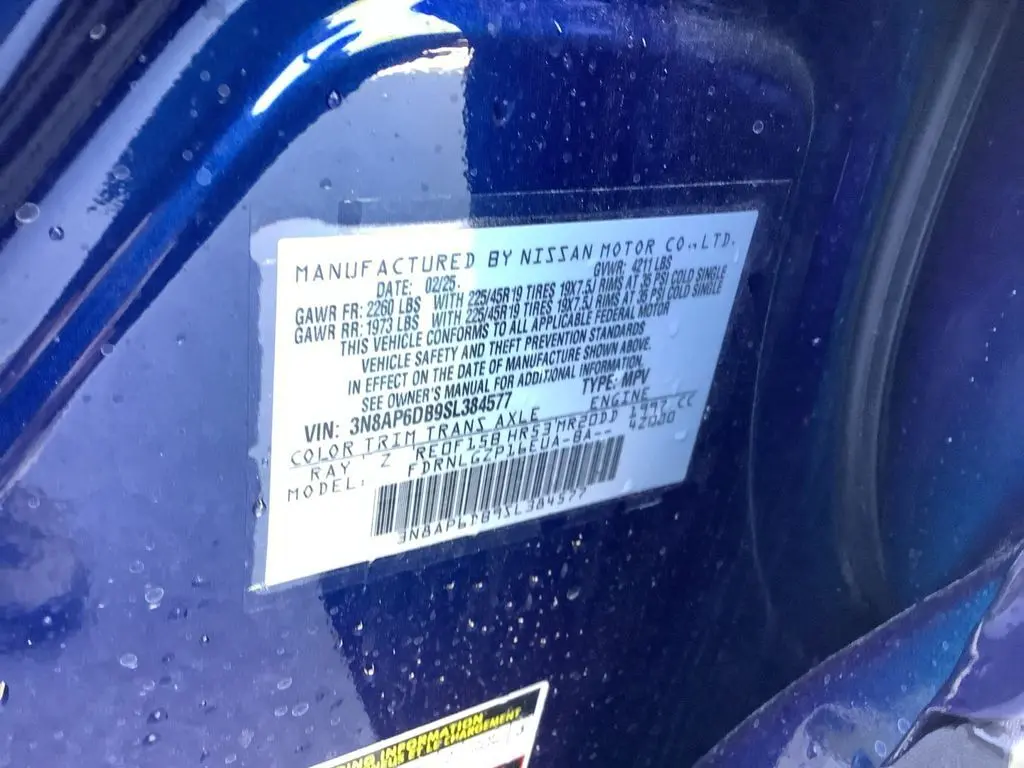 MANUFACTURED BY NISSAN MOTOR CO., LTD.
DATE: 02/25. GVWR: 4211 LBS
GAWR FR: 2260 LBS WITH 225/45R19 TIRES 19X7.5J RIMS AT 36 PSI COLD SINGLE
GAWR RR: 1973 LBS WITH 225/45R19 TIRES 19X7.5J RIMS AT 36 PSI COLD SINGLE
THIS VEHICLE CONFORMS TO ALL APPLICABLE FEDERAL MOTOR
VEHICLE SAFETY AND THEFT PREVENTION STANDARDS
IN EFFECT ON THE DATE OF MANUFACTURE SHOWN ABOVE.
SEE OWNER'S MANUAL FOR ADDITIONAL INFORMATION.
VIN: 3N8AP6DB9SL384577 TYPE: MPV
COLOR TRIM TRANS AXLE ENGINE
RAY Z RE0F15B HR53 MR20DD 1997 CC
MODEL: FDRNLGZP16EUA-BA-- 42000
3N8AP6DB9SL384577
INFORMATION
CHARGEMENT